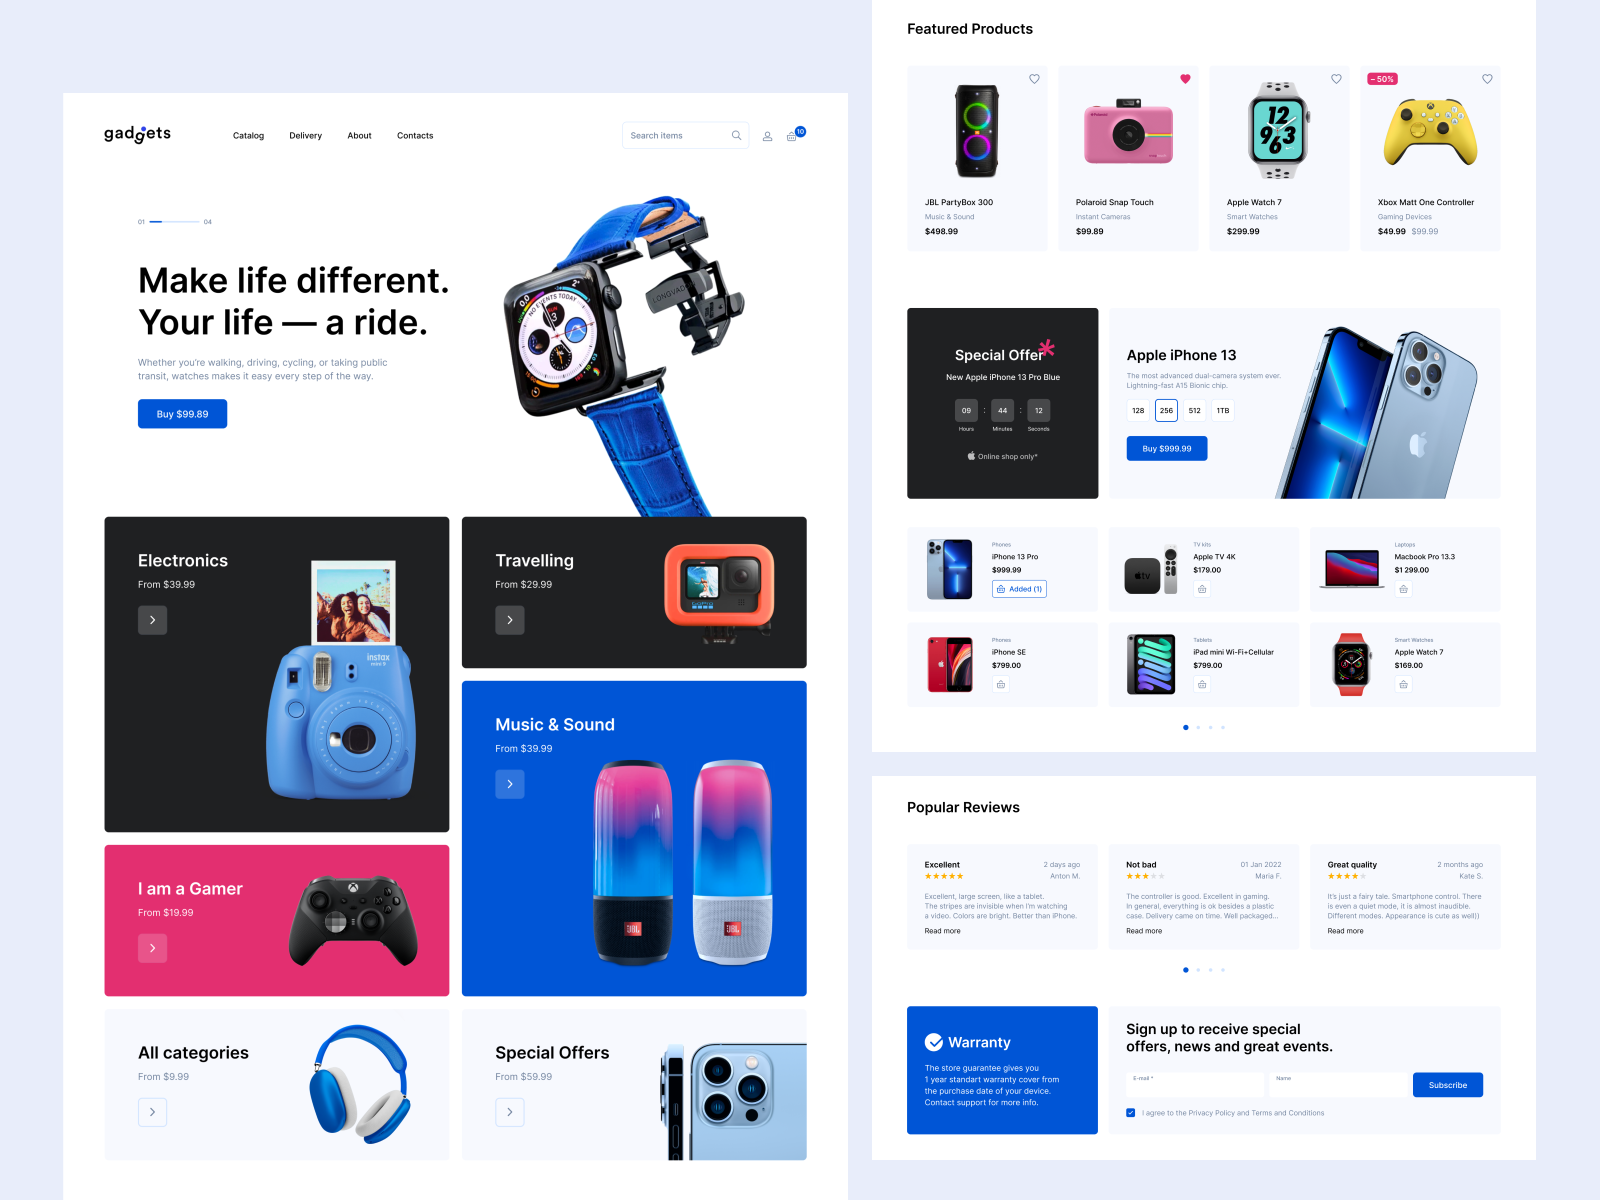 gadgets
Catalog
Delivery
About
Contacts
Search items
10
01
04
Make life different.
Your life — a ride.
Whether you're walking, driving, cycling, or taking public
transit, watches makes it easy every step of the way.
Buy $99.89
NO EVENTS TODAY
LONGVAD
Electronics
From $39.99
instax
mini 9
Travelling
From $29.99
GoPro
Music & Sound
From $39.99
JBL
JBL
I am a Gamer
From $19.99
All categories
From $9.99
Special Offers
From $59.99
Featured Products
JBL PartyBox 300
Music & Sound
$498.99
Polaroid Snap Touch
Instant Cameras
$99.89
12
963
Apple Watch 7
Smart Watches
$299.99
– 50%
Xbox Matt One Controller
Gaming Devices
$49.99 $99.99
Special Offer*
New Apple iPhone 13 Pro Blue
09 : 44 : 12
Hours Minutes Seconds
Online shop only*
Apple iPhone 13
The most advanced dual-camera system ever.
Lightning-fast A15 Bionic chip.
128 256 512 1TB
Buy $999.99
Phones
iPhone 13 Pro
$999.99
Added (1)
tv
TV kits
Apple TV 4K
$179.00
Laptops
Macbook Pro 13.3
$1 299.00
Phones
iPhone SE
$799.00
Tablets
iPad mini Wi-Fi+Cellular
$799.00
Smart Watches
Apple Watch 7
$169.00
Popular Reviews
Excellent
2 days ago
Anton M.
Excellent, large screen, like a tablet.
The stripes are invisible when I'm watching
a video. Colors are bright. Better than iPhone.
Read more
Not bad
01 Jan 2022
Maria F.
The controller is good. Excellent in gaming.
In general, everything is ok besides a plastic
case. Delivery came on time. Well packaged...
Read more
Great quality
2 months ago
Kate S.
It's just a fairy tale. Smartphone control. There
is even a quiet mode, it is almost inaudible.
Different modes. Appearance is cute as well))
Read more
Warranty
The store guarantee gives you
1 year standart warranty cover from
the purchase date of your device.
Contact support for more info.
Sign up to receive special
offers, news and great events.
E-mail *
Name
Subscribe
I agree to the Privacy Policy and Terms and Conditions